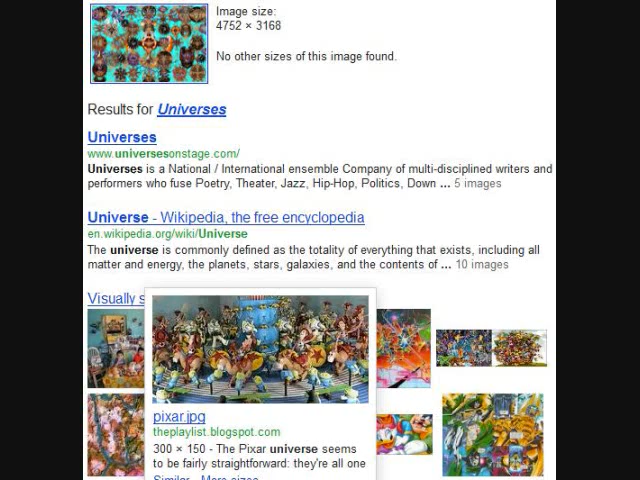 Image size:
4752 × 3168
No other sizes of this image found.
Results for Universes
Universes
www.universesonstage.com/
Universes is a National / International ensemble Company of multi-disciplined writers and
performers who fuse Poetry, Theater, Jazz, Hip-Hop, Politics, Down ... 5 images
Universe - Wikipedia, the free encyclopedia
en.wikipedia.org/wiki/Universe
The universe is commonly defined as the totality of everything that exists, including all
matter and energy, the planets, stars, galaxies, and the contents of ... 10 images
Visually s
pixar.jpg
theplaylist.blogspot.com
300 × 150 - The Pixar universe seems
to be fairly straightforward: they're all one
Similar - More sizes